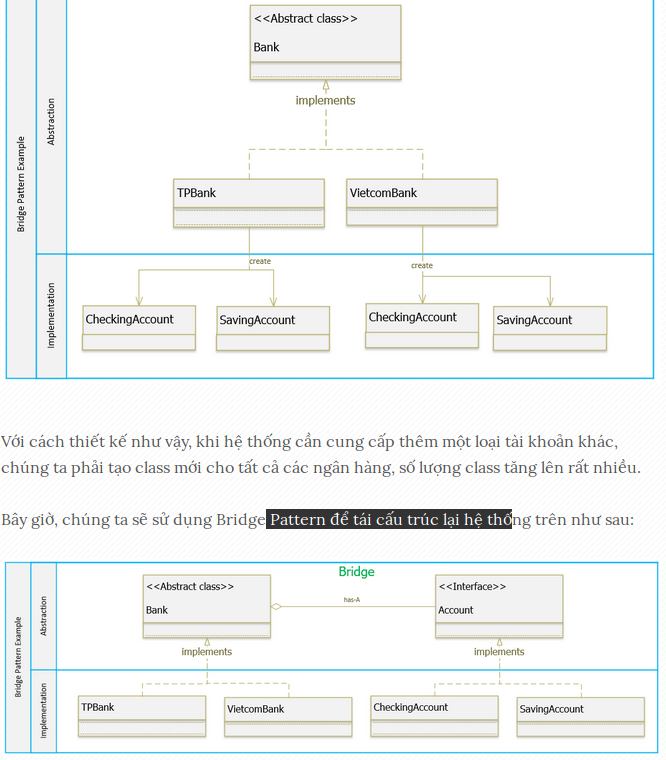 Bridge Pattern Example
Abstraction
<<Abstract class>>
Bank
implements
TPBank
VietcomBank
Implementation
create
create
CheckingAccount
SavingAccount
CheckingAccount
SavingAccount
Với cách thiết kế như vậy, khi hệ thống cần cung cấp thêm một loại tài khoản khác,
chúng ta phải tạo class mới cho tất cả các ngân hàng, số lượng class tăng lên rất nhiều.
Bây giờ, chúng ta sẽ sử dụng Bridge Pattern để tái cấu trúc lại hệ thống trên như sau:
Bridge Pattern Example
Abstraction
Bridge
<<Abstract class>>
Bank
has-A
<<Interface>>
Account
implements
implements
Implementation
TPBank
VietcomBank
CheckingAccount
SavingAccount